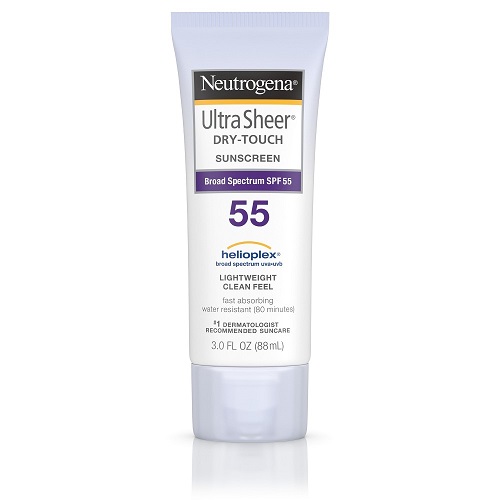 Neutrogena®
Ultra Sheer®
DRY-TOUCH
SUNSCREEN
Broad Spectrum SPF 55
55
helioplex®
broad spectrum uva•uvb
LIGHTWEIGHT
CLEAN FEEL
fast absorbing
water resistant (80 minutes)
#1 DERMATOLOGIST
RECOMMENDED SUNCARE
3.0 FL OZ (88mL)